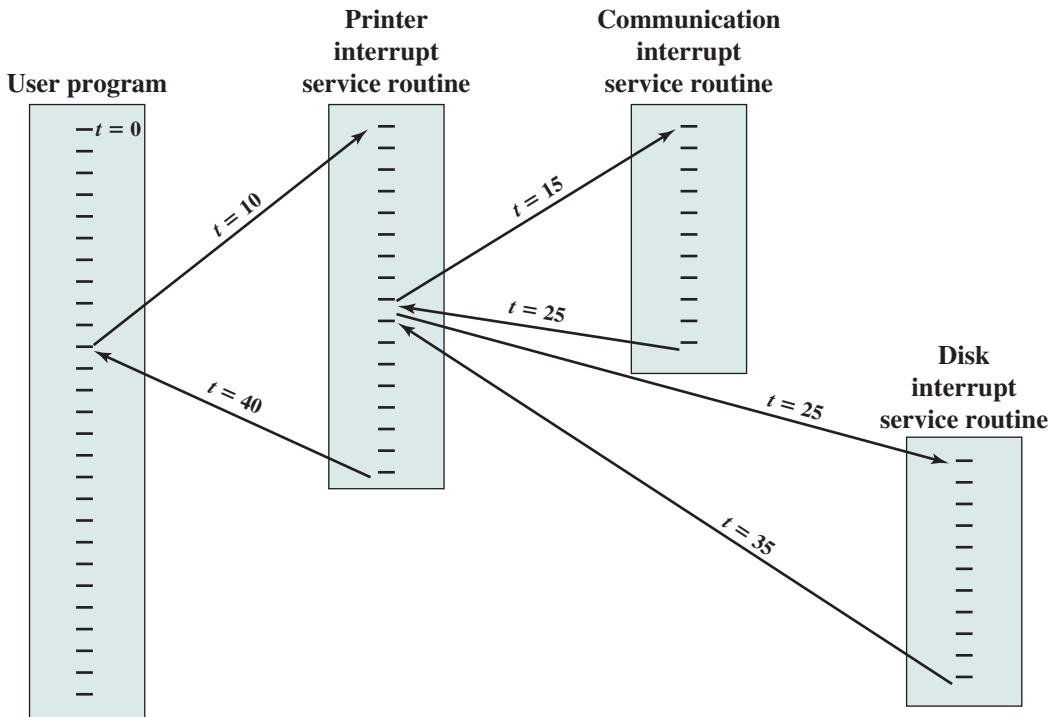 Printer
interrupt
service routine
Communication
interrupt
service routine
User program
t = 0
t = 10
t = 15
t = 25
t = 40
t = 25
Disk
interrupt
service routine
t = 35